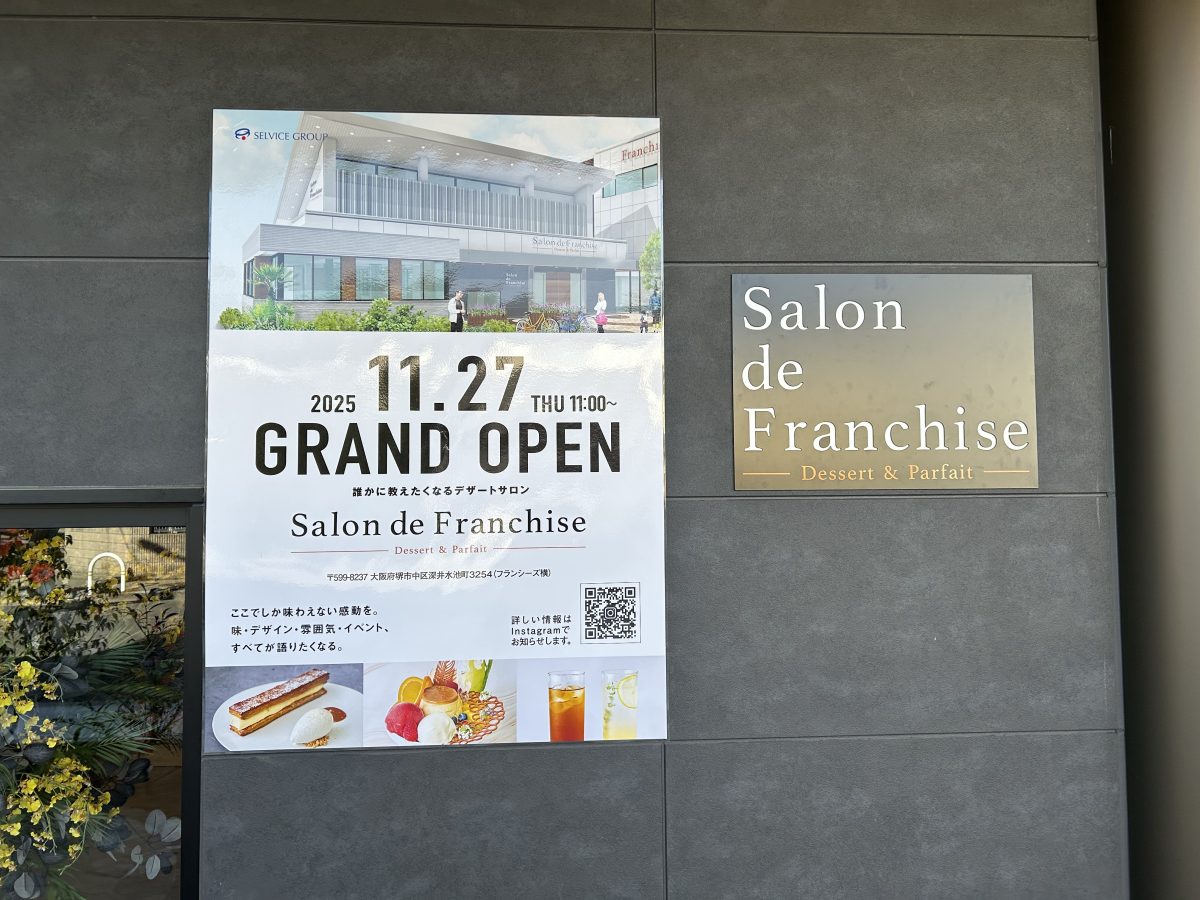 SELVICE GROUP
Franchi
Salon de Franchise
Dessert & Parfait
Salon
de
Franchise
2025 11.27 THU 11:00~
GRAND OPEN
誰かに教えたくなるデザートサロン
Salon de Franchise
Dessert & Parfait
〒599-8237 大阪府堺市中区深井水池町3254(フランシーズ横)
ここでしか味わえない感動を。
味・デザイン・雰囲気・イベント、
すべてが語りたくなる。
詳しい情報は
Instagramで
お知らせします。
Salon
de
Franchise
Dessert & Parfait